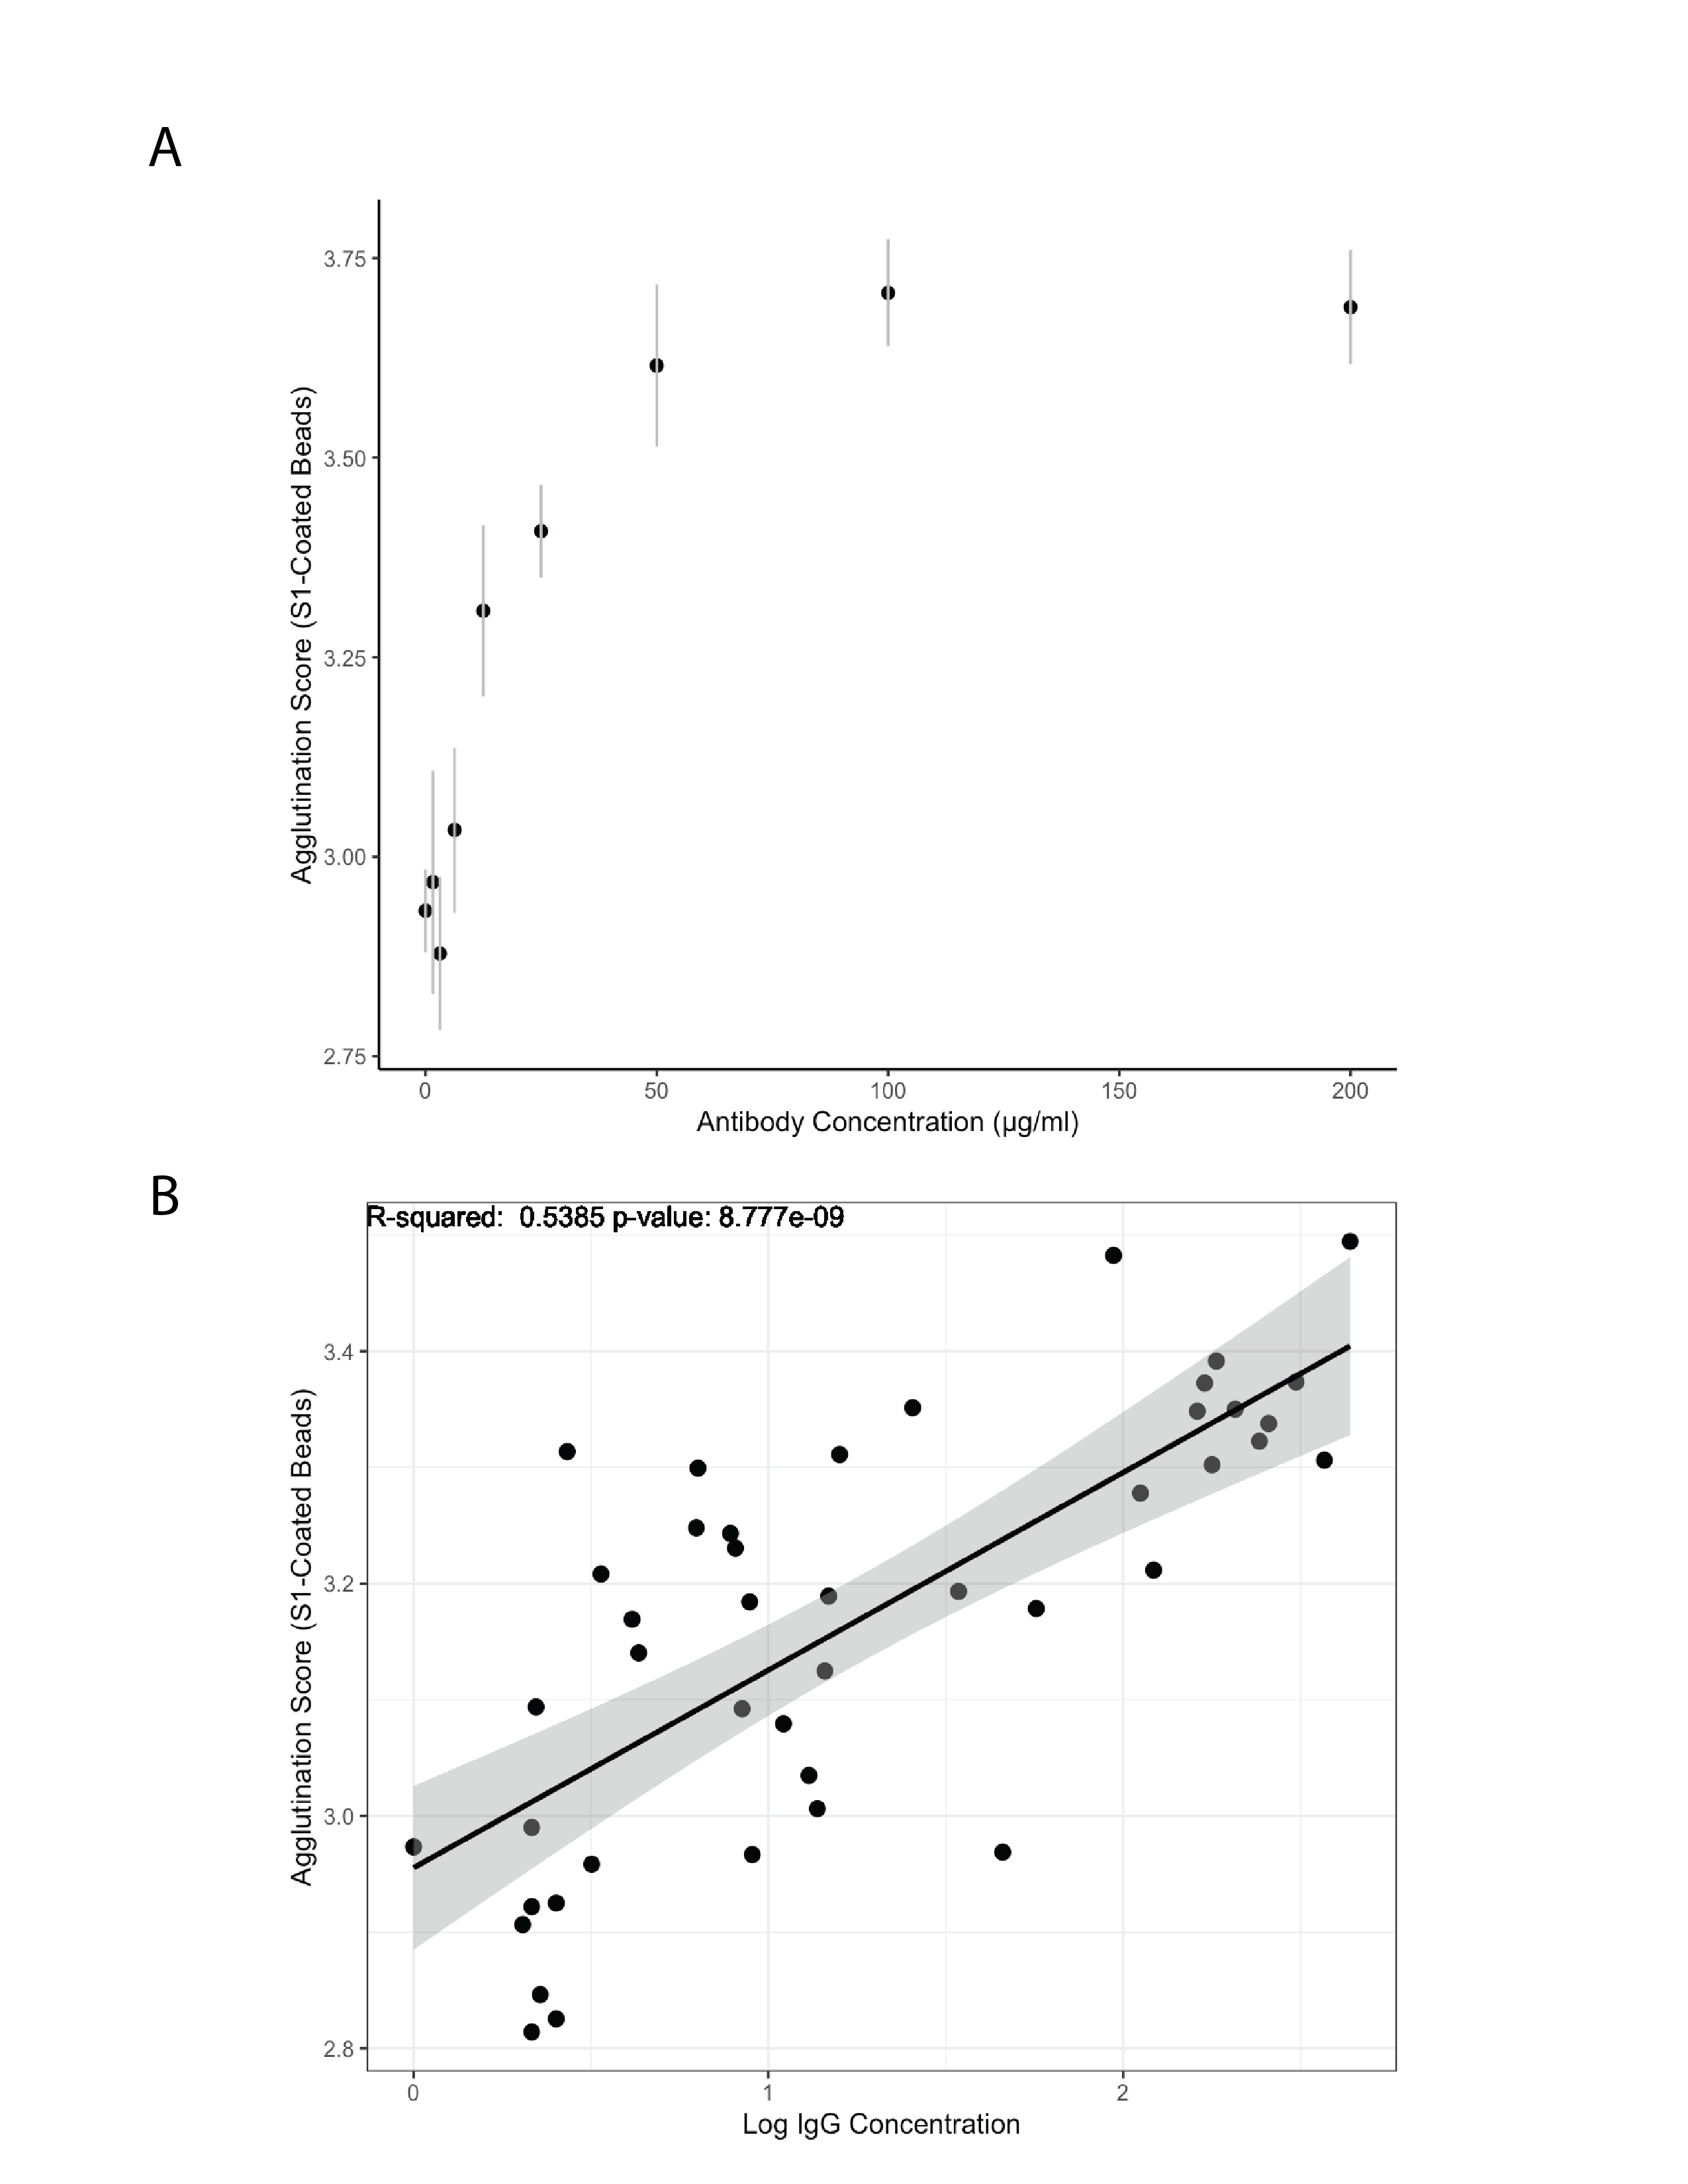 A
3.75
3.50
3.25
3.00
2.75
Agglutination Score (S1-Coated Beads)
0 50 100 150 200
Antibody Concentration (µg/ml)
B
R-squared: 0.5385 p-value: 8.777e-09
3.4
3.2
3.0
2.8
Agglutination Score (S1-Coated Beads)
0 1 2
Log IgG Concentration